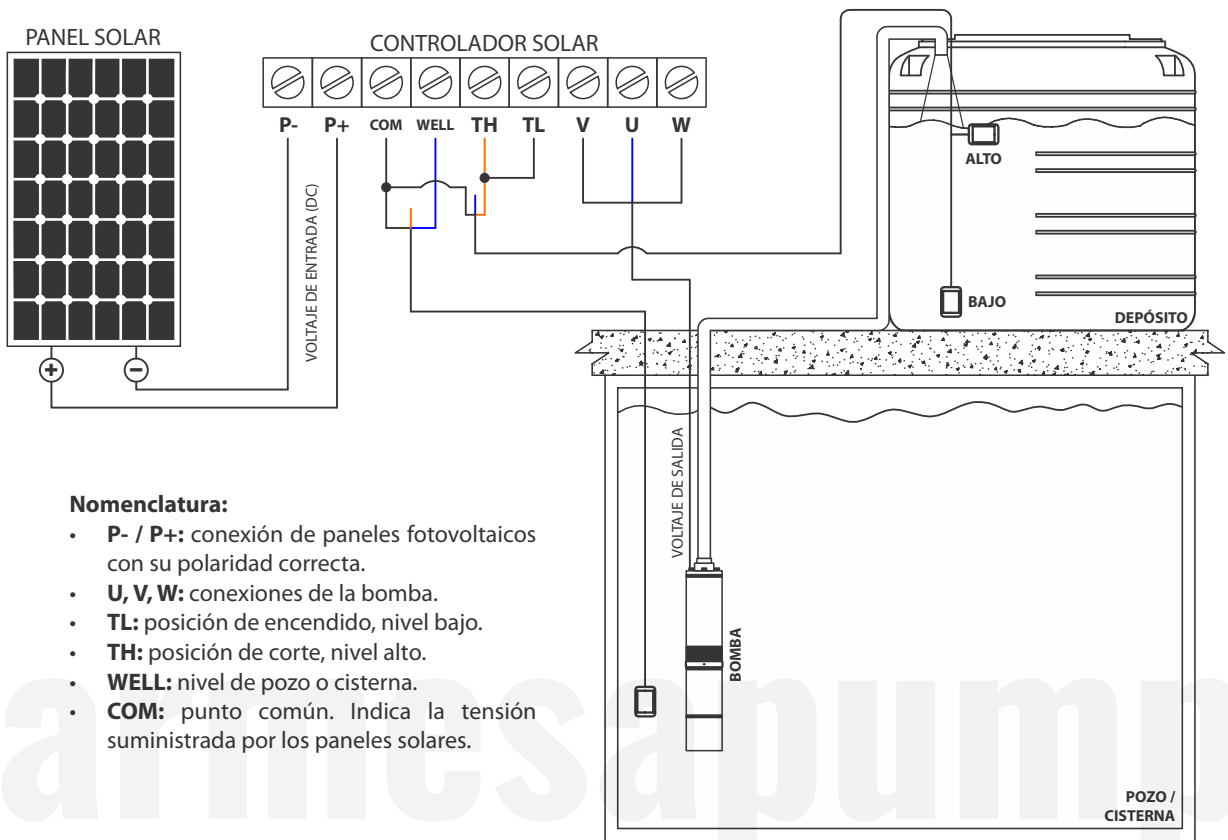 PANEL SOLAR
CONTROLADOR SOLAR
P- P+ COM WELL TH TL V U W
VOLTAJE DE ENTRADA (DC)
ALTO
BAJO
DEPÓSITO
VOLTAJE DE SALIDA
BOMBA
POZO /
CISTERNA
Nomenclatura:
• P- / P+: conexión de paneles fotovoltaicos
con su polaridad correcta.
• U, V, W: conexiones de la bomba.
• TL: posición de encendido, nivel bajo.
• TH: posición de corte, nivel alto.
• WELL: nivel de pozo o cisterna.
• COM: punto común. Indica la tensión
suministrada por los paneles solares.
armesapump